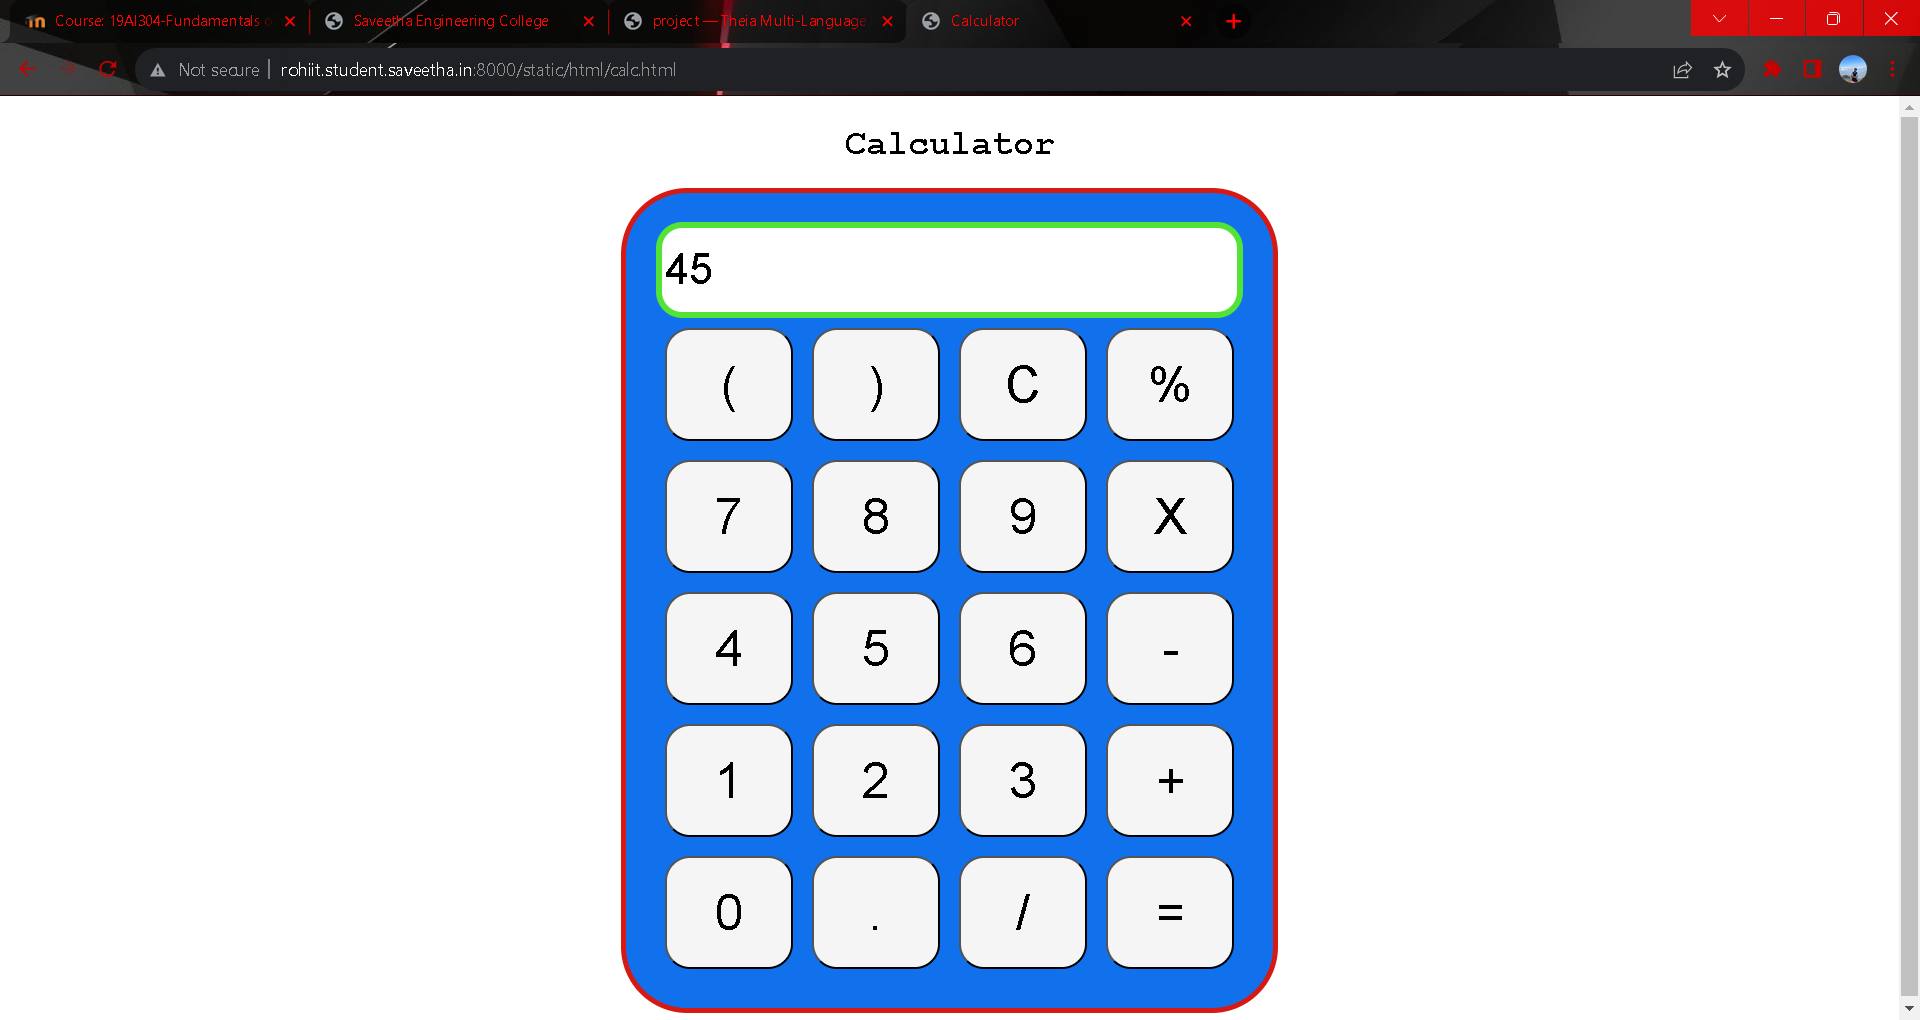 Course: 19AI304-Fundamentals o
Saveetha Engineering College
project — Theia Multi-Language
Calculator
Not secure | rohiit.student.saveetha.in:8000/static/html/calc.html
Calculator
45
( ) C %
7 8 9 X
4 5 6 -
1 2 3 +
0 . / =